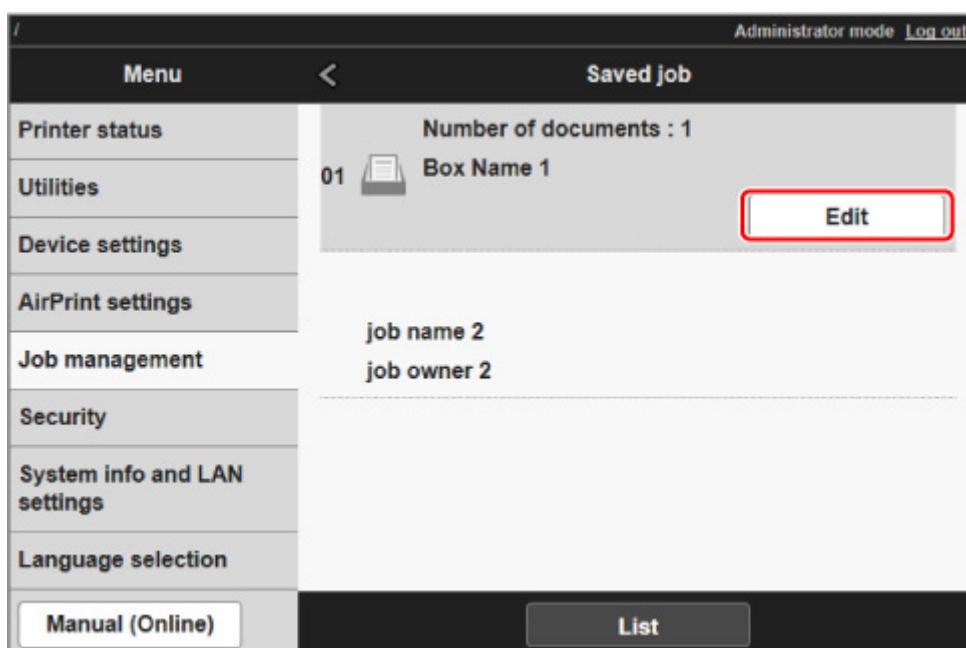 /
Administrator mode Log out
Menu
< Saved job
Printer status
Utilities
Device settings
AirPrint settings
Job management
Security
System info and LAN
settings
Language selection
Manual (Online)
Number of documents : 1
01 Box Name 1
Edit
job name 2
job owner 2
List